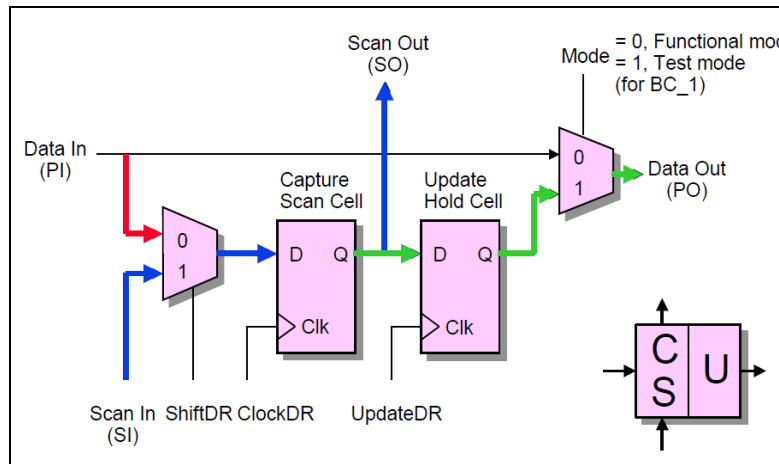 Scan Out
(SO)
Mode
= 0, Functional mod
= 1, Test mode
(for BC_1)
Data In
(PI)
0
1
Data Out
(PO)
Capture
Scan Cell
Update
Hold Cell
0
1
D Q
Clk
D Q
Clk
C
S
U
Scan In
(SI)
ShiftDR
ClockDR
UpdateDR